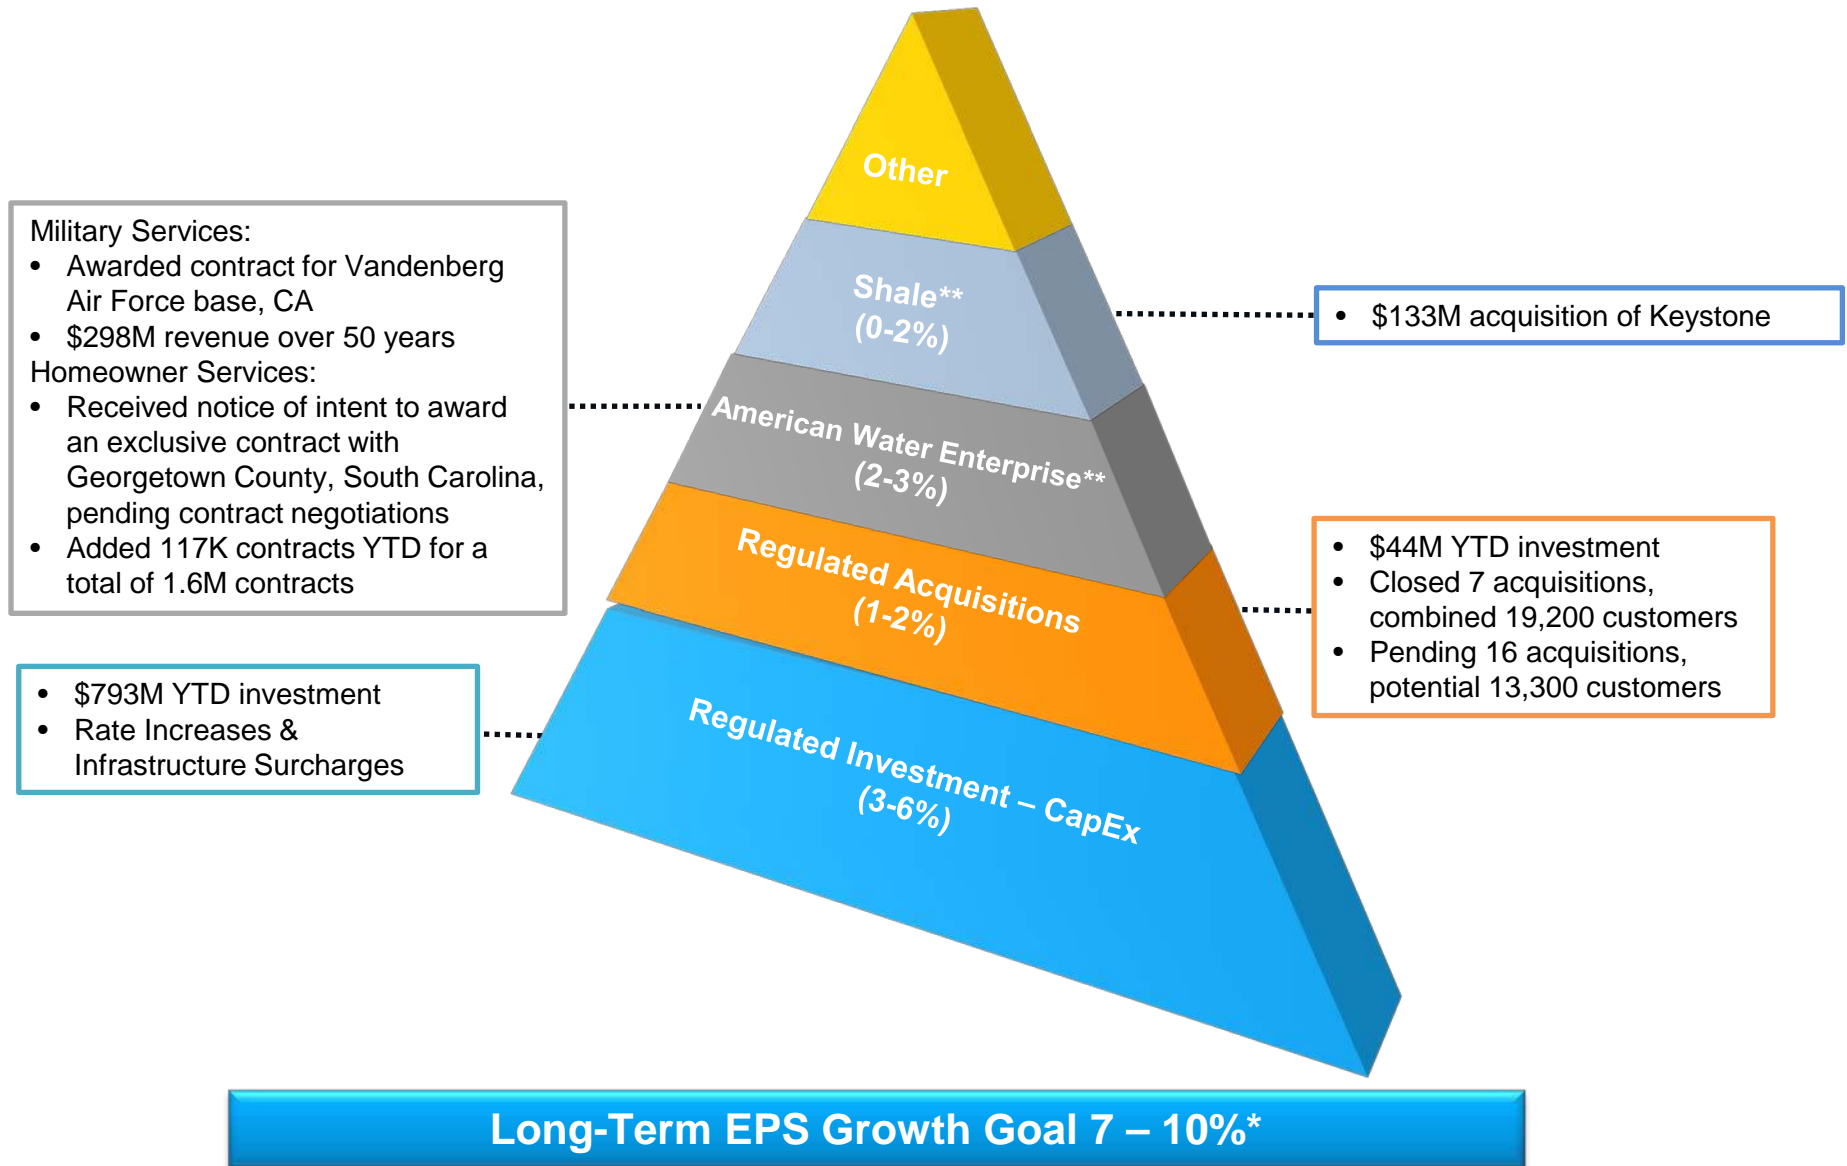 Other
Shale**
(0-2%)
American Water Enterprise**
(2-3%)
Regulated Acquisitions
(1-2%)
Regulated Investment – CapEx
(3-6%)
Military Services:
• Awarded contract for Vandenberg
Air Force base, CA
• $298M revenue over 50 years
Homeowner Services:
• Received notice of intent to award
an exclusive contract with
Georgetown County, South Carolina,
pending contract negotiations
• Added 117K contracts YTD for a
total of 1.6M contracts
• $793M YTD investment
• Rate Increases &
Infrastructure Surcharges
• $133M acquisition of Keystone
• $44M YTD investment
• Closed 7 acquisitions,
combined 19,200 customers
• Pending 16 acquisitions,
potential 13,300 customers
Long-Term EPS Growth Goal 7 – 10%*